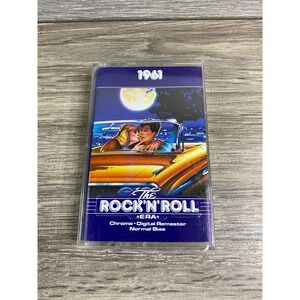 1961
The
ROCK'N'ROLL
•ERA•
Chrome • Digital Remaster
Normal Bias